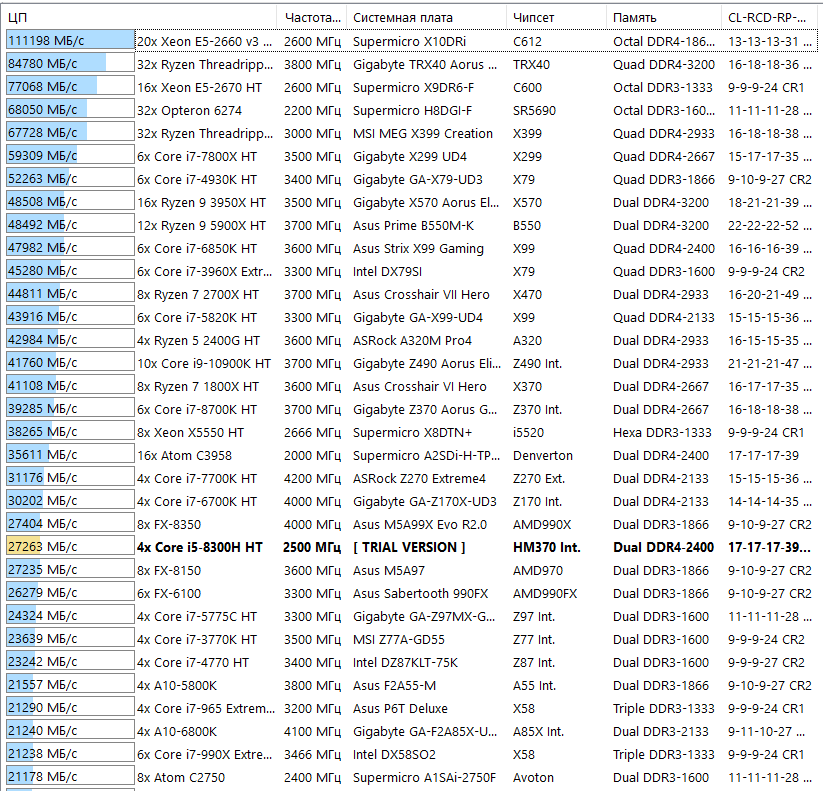 ЦП Частота... Системная плата Чипсет Память CL-RCD-RP-...
111198 МБ/с 20x Xeon E5-2660 v3 ... 2600 МГц Supermicro X10DRi C612 Octal DDR4-186... 13-13-13-31 ...
84780 МБ/с 32x Ryzen Threadripp... 3800 МГц Gigabyte TRX40 Aorus ... TRX40 Quad DDR4-3200 16-18-18-36 ...
77068 МБ/с 16x Xeon E5-2670 HT 2600 МГц Supermicro X9DR6-F C600 Octal DDR3-1333 9-9-9-24 CR1
68050 МБ/с 32x Opteron 6274 2200 МГц Supermicro H8DGI-F SR5690 Octal DDR3-160... 11-11-11-28 ...
67728 МБ/с 32x Ryzen Threadripp... 3000 МГц MSI MEG X399 Creation X399 Quad DDR4-2933 16-18-18-38 ...
59309 МБ/с 6x Core i7-7800X HT 3500 МГц Gigabyte X299 UD4 X299 Quad DDR4-2667 15-17-17-35 ...
52263 МБ/с 6x Core i7-4930K HT 3400 МГц Gigabyte GA-X79-UD3 X79 Quad DDR3-1866 9-10-9-27 CR2
48508 МБ/с 16x Ryzen 9 3950X HT 3500 МГц Gigabyte X570 Aorus El... X570 Dual DDR4-3200 18-21-21-39 ...
48492 МБ/с 12x Ryzen 9 5900X HT 3700 МГц Asus Prime B550M-K B550 Dual DDR4-3200 22-22-22-52 ...
47982 МБ/с 6x Core i7-6850K HT 3600 МГц Asus Strix X99 Gaming X99 Quad DDR4-2400 16-16-16-39 ...
45280 МБ/с 6x Core i7-3960X Extr... 3300 МГц Intel DX79SI X79 Quad DDR3-1600 9-9-9-24 CR2
44811 МБ/с 8x Ryzen 7 2700X HT 3700 МГц Asus Crosshair VII Hero X470 Dual DDR4-2933 16-20-21-49 ...
43916 МБ/с 6x Core i7-5820K HT 3300 МГц Gigabyte GA-X99-UD4 X99 Quad DDR4-2133 15-15-15-36 ...
42984 МБ/с 4x Ryzen 5 2400G HT 3600 МГц ASRock A320M Pro4 A320 Dual DDR4-2933 16-15-15-35 ...
41760 МБ/с 10x Core i9-10900K HT 3700 МГц Gigabyte Z490 Aorus Eli... Z490 Int. Dual DDR4-2933 21-21-21-47 ...
41108 МБ/с 8x Ryzen 7 1800X HT 3600 МГц Asus Crosshair VI Hero X370 Dual DDR4-2667 16-17-17-35 ...
39285 МБ/с 6x Core i7-8700K HT 3700 МГц Gigabyte Z370 Aorus G... Z370 Int. Dual DDR4-2667 16-18-18-38 ...
38265 МБ/с 8x Xeon X5550 HT 2666 МГц Supermicro X8DTN+ i5520 Hexa DDR3-1333 9-9-9-24 CR1
35611 МБ/с 16x Atom C3958 2000 МГц Supermicro A2SDi-H-TP... Denverton Dual DDR4-2400 17-17-17-39
31176 МБ/с 4x Core i7-7700K HT 4200 МГц ASRock Z270 Extreme4 Z270 Ext. Dual DDR4-2133 15-15-15-36 ...
30202 МБ/с 4x Core i7-6700K HT 4000 МГц Gigabyte GA-Z170X-UD3 Z170 Int. Dual DDR4-2133 14-14-14-35 ...
27404 МБ/с 8x FX-8350 4000 МГц Asus M5A99X Evo R2.0 AMD990X Dual DDR3-1866 9-10-9-27 CR2
27263 МБ/с 4x Core i5-8300H HT 2500 МГц [ TRIAL VERSION ] HM370 Int. Dual DDR4-2400 17-17-17-39...
27235 МБ/с 8x FX-8150 3600 МГц Asus M5A97 AMD970 Dual DDR3-1866 9-10-9-27 CR2
26279 МБ/с 6x FX-6100 3300 МГц Asus Sabertooth 990FX AMD990FX Dual DDR3-1866 9-10-9-27 CR2
24324 МБ/с 4x Core i7-5775C HT 3300 МГц Gigabyte GA-Z97MX-G... Z97 Int. Dual DDR3-1600 11-11-11-28 ...
23639 МБ/с 4x Core i7-3770K HT 3500 МГц MSI Z77A-GD55 Z77 Int. Dual DDR3-1600 9-9-9-24 CR2
23242 МБ/с 4x Core i7-4770 HT 3400 МГц Intel DZ87KLT-75K Z87 Int. Dual DDR3-1600 9-9-9-27 CR2
21557 МБ/с 4x A10-5800K 3800 МГц Asus F2A55-M A55 Int. Dual DDR3-1866 9-10-9-27 CR2
21290 МБ/с 4x Core i7-965 Extrem... 3200 МГц Asus P6T Deluxe X58 Triple DDR3-1333 9-9-9-24 CR1
21240 МБ/с 4x A10-6800K 4100 МГц Gigabyte GA-F2A85X-U... A85X Int. Dual DDR3-2133 9-11-10-27 ...
21238 МБ/с 6x Core i7-990X Extre... 3466 МГц Intel DX58SO2 X58 Triple DDR3-1333 9-9-9-24 CR1
21178 МБ/с 8x Atom C2750 2400 МГц Supermicro A1SAi-2750F Avoton Dual DDR3-1600 11-11-11-28 ...